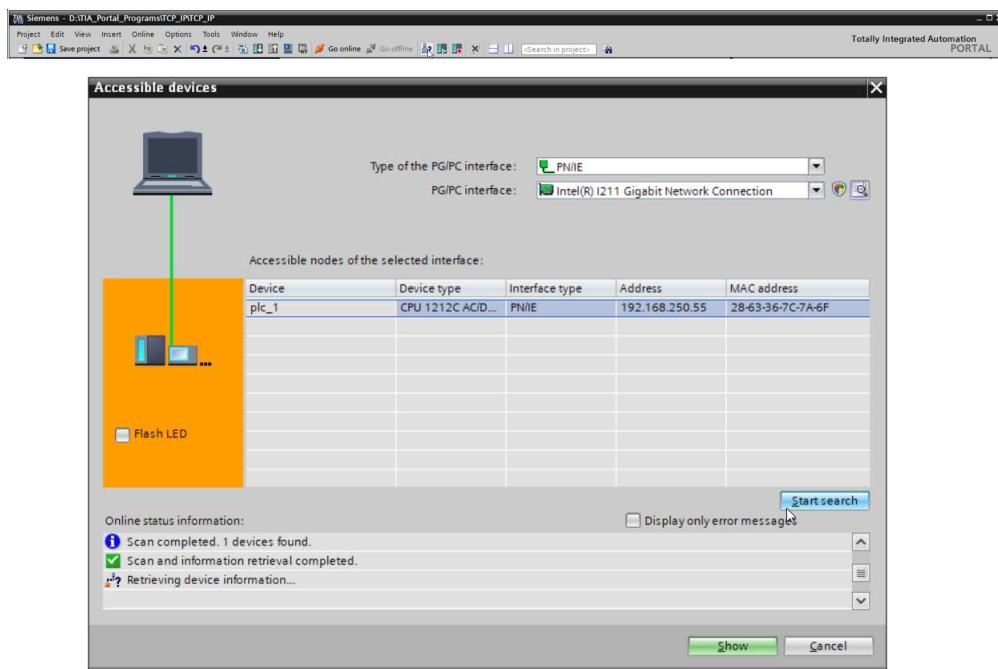 Siemens - D:\TIA_Portal_Programs\TCP_IP\TCP_IP
Project Edit View Insert Online Options Tools Window Help
Totally Integrated Automation
PORTAL
Save project Go online Go offline <Search in project>
Accessible devices
Type of the PG/PC interface: PN/IE
PG/PC interface: Intel(R) I211 Gigabit Network Connection
Accessible nodes of the selected interface:
Device Device type Interface type Address MAC address
plc_1 CPU 1212C AC/D... PN/IE 192.168.250.55 28-63-36-7C-7A-6F
Flash LED
Start search
Online status information: Display only error messages
Scan completed. 1 devices found.
Scan and information retrieval completed.
Retrieving device information...
Show Cancel